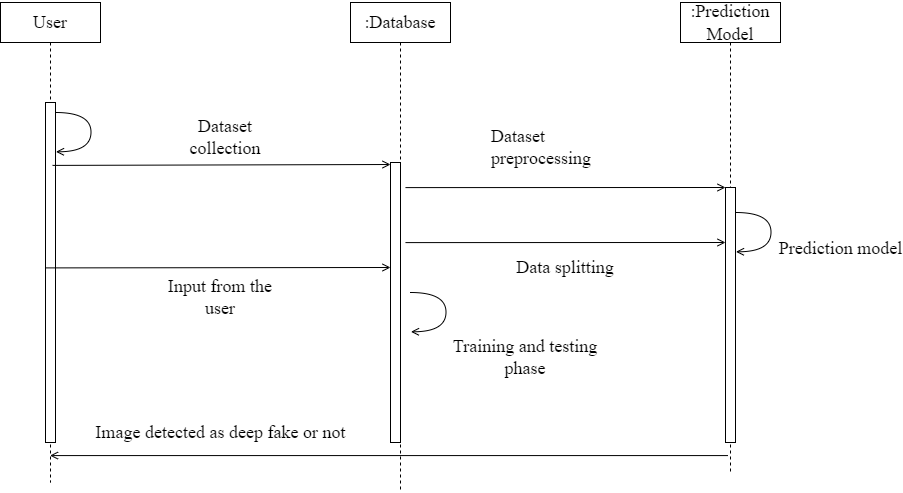 User
:Database
:Prediction
Model
Dataset
collection
Dataset
preprocessing
Prediction model
Data splitting
Input from the
user
Training and testing
phase
Image detected as deep fake or not